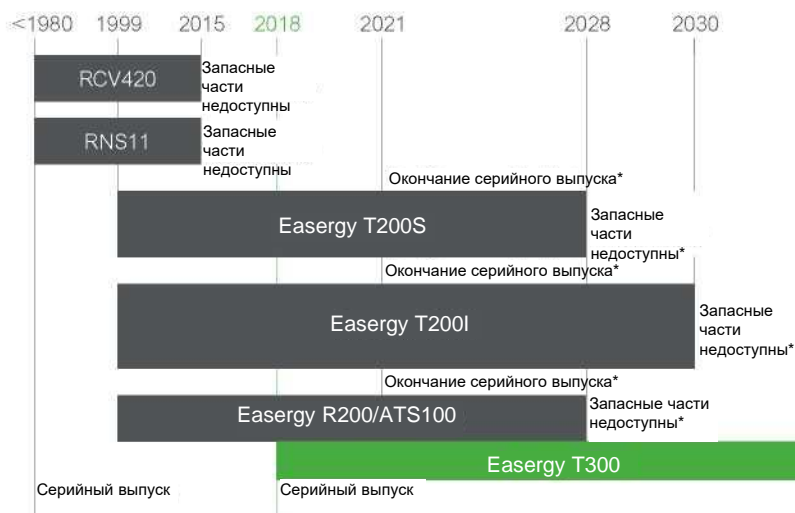 <1980 1999 2015 2018 2021 2028 2030
RCV420
Запасные
части
недоступны
RNS11
Запасные
части
недоступны
Окончание серийного выпуска*
Easergy T200S
Запасные
части
недоступны*
Окончание серийного выпуска*
Easergy T200I
Запасные
части
недоступны*
Окончание серийного выпуска*
Easergy R200/ATS100
Запасные части
недоступны*
Easergy T300
Серийный выпуск
Серийный выпуск